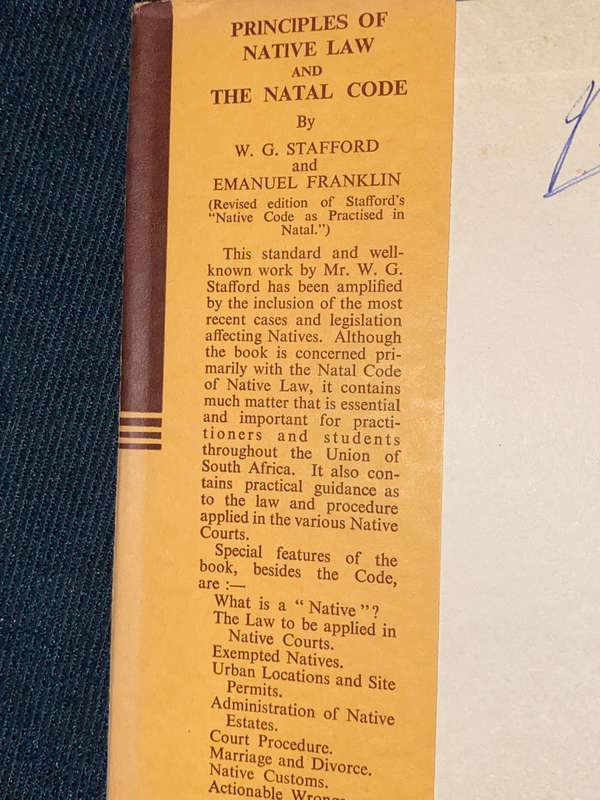 PRINCIPLES OF
NATIVE LAW
AND
THE NATAL CODE
By
W. G. STAFFORD
and
EMANUEL FRANKLIN
(Revised edition of Stafford's
"Native Code as Practised in
Natal.")
This standard and well-
known work by Mr. W. G.
Stafford has been amplified
by the inclusion of the most
recent cases and legislation
affecting Natives. Although
the book is concerned pri-
marily with the Natal Code
of Native Law, it contains
much matter that is essential
and important for practi-
tioners and students
throughout the Union of
South Africa. It also con-
tains practical guidance as
to the law and procedure
applied in the various Native
Courts.
Special features of the
book, besides the Code,
are :—
What is a " Native "?
The Law to be applied in
Native Courts.
Exempted Natives.
Urban Locations and Site
Permits.
Administration of Native
Estates.
Court Procedure.
Marriage and Divorce.
Native Customs.
Actionable